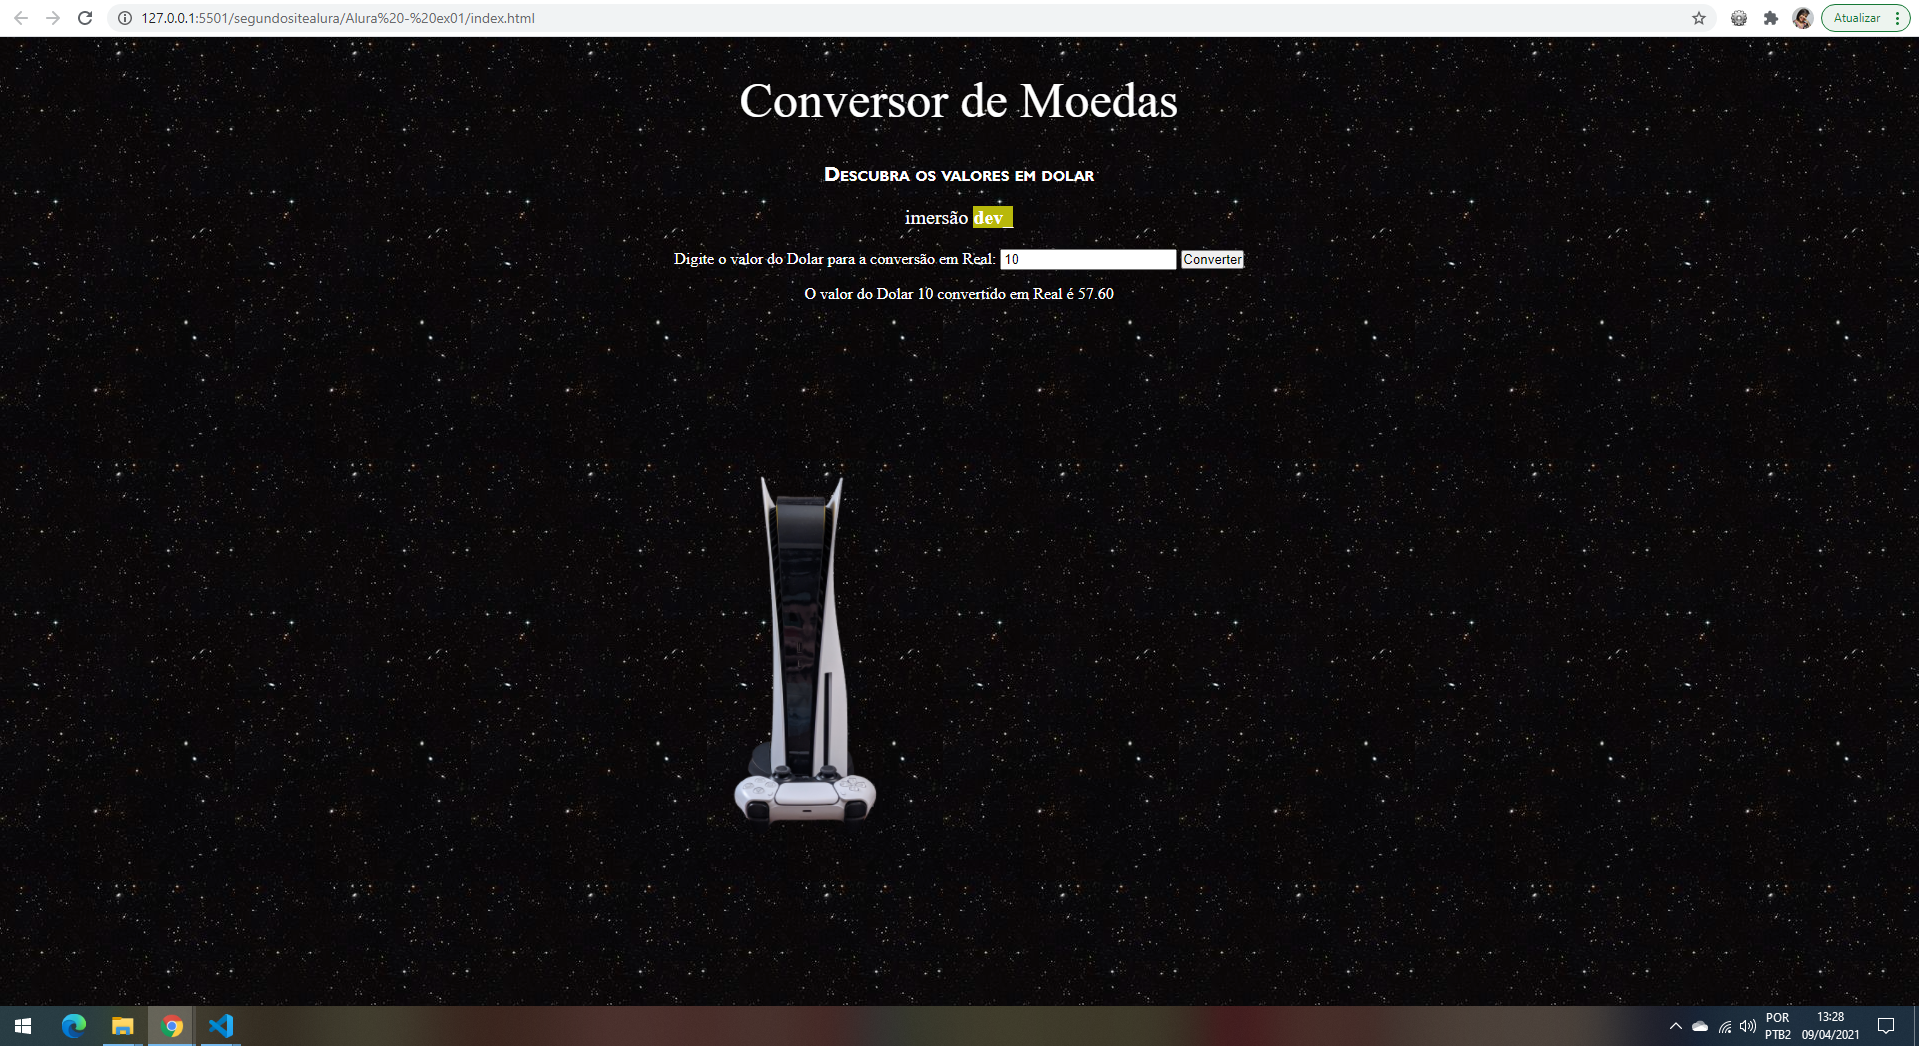 127.0.0.1:5501/segundositealura/Alura%20-%20ex01/index.html
Atualizar
Conversor de Moedas
Descubra os valores em dolar
imersão dev_
Digite o valor do Dolar para a conversão em Real: 10 Converter
O valor do Dolar 10 convertido em Real é 57.60
POR 13:28
PTB2 09/04/2021